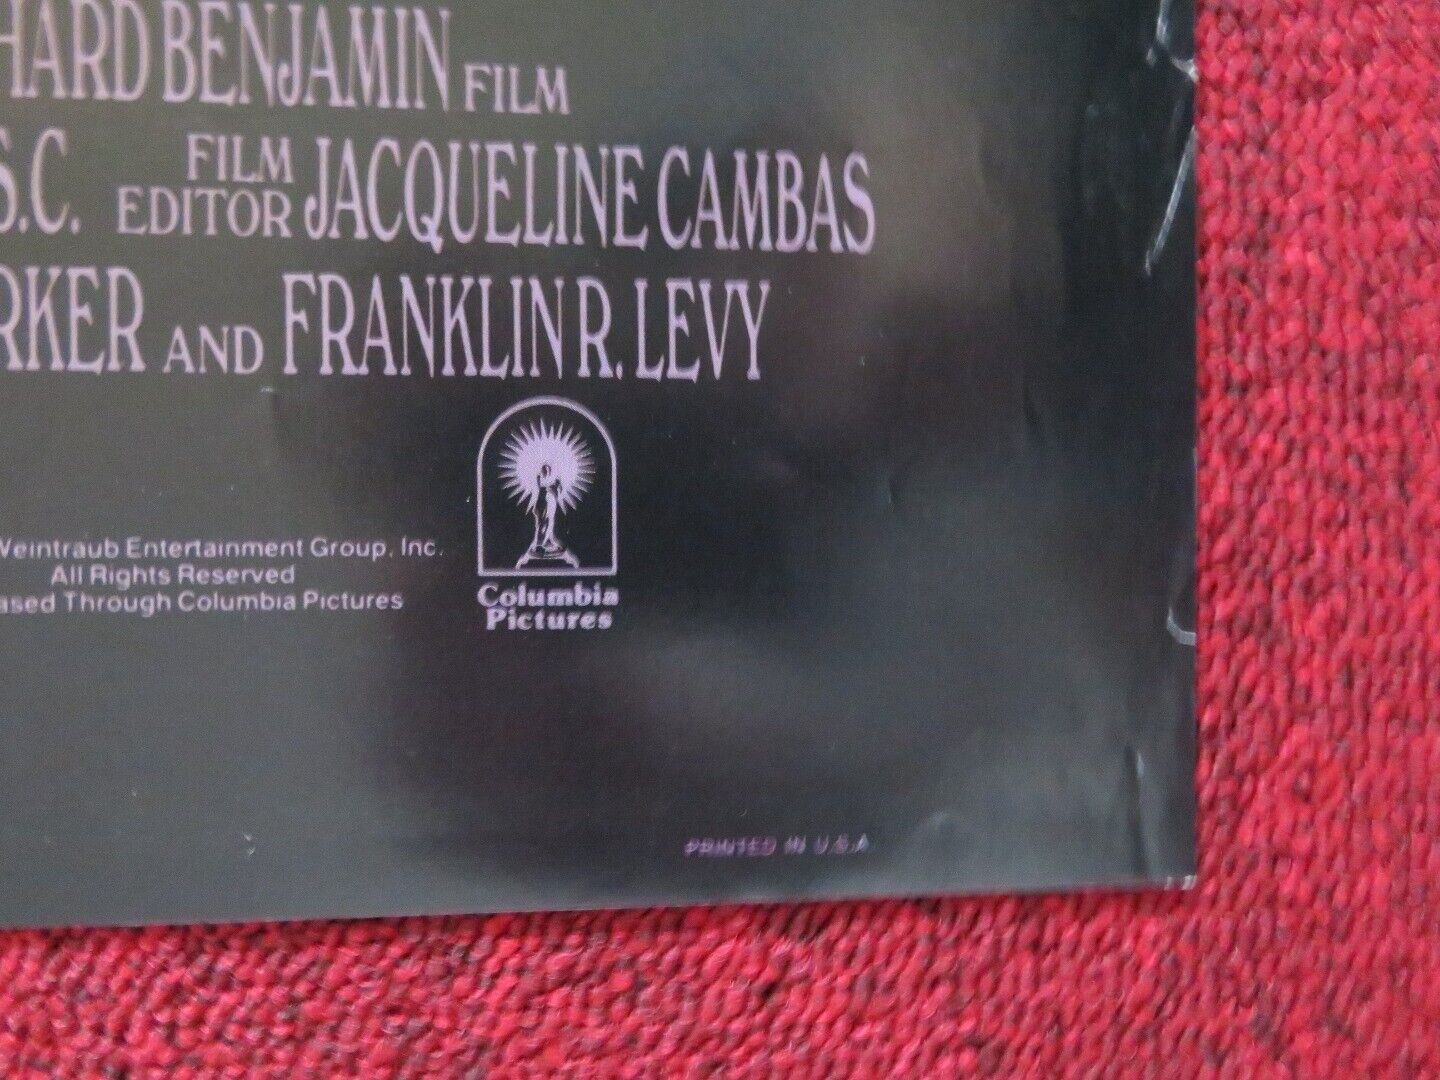 HARD BENJAMIN FILM
S.C. FILM EDITOR JACQUELINE CAMBAS
RKER AND FRANKLIN R. LEVY
Weintraub Entertainment Group, Inc.
All Rights Reserved
ased Through Columbia Pictures
Columbia
Pictures
PRINTED IN U.S.A